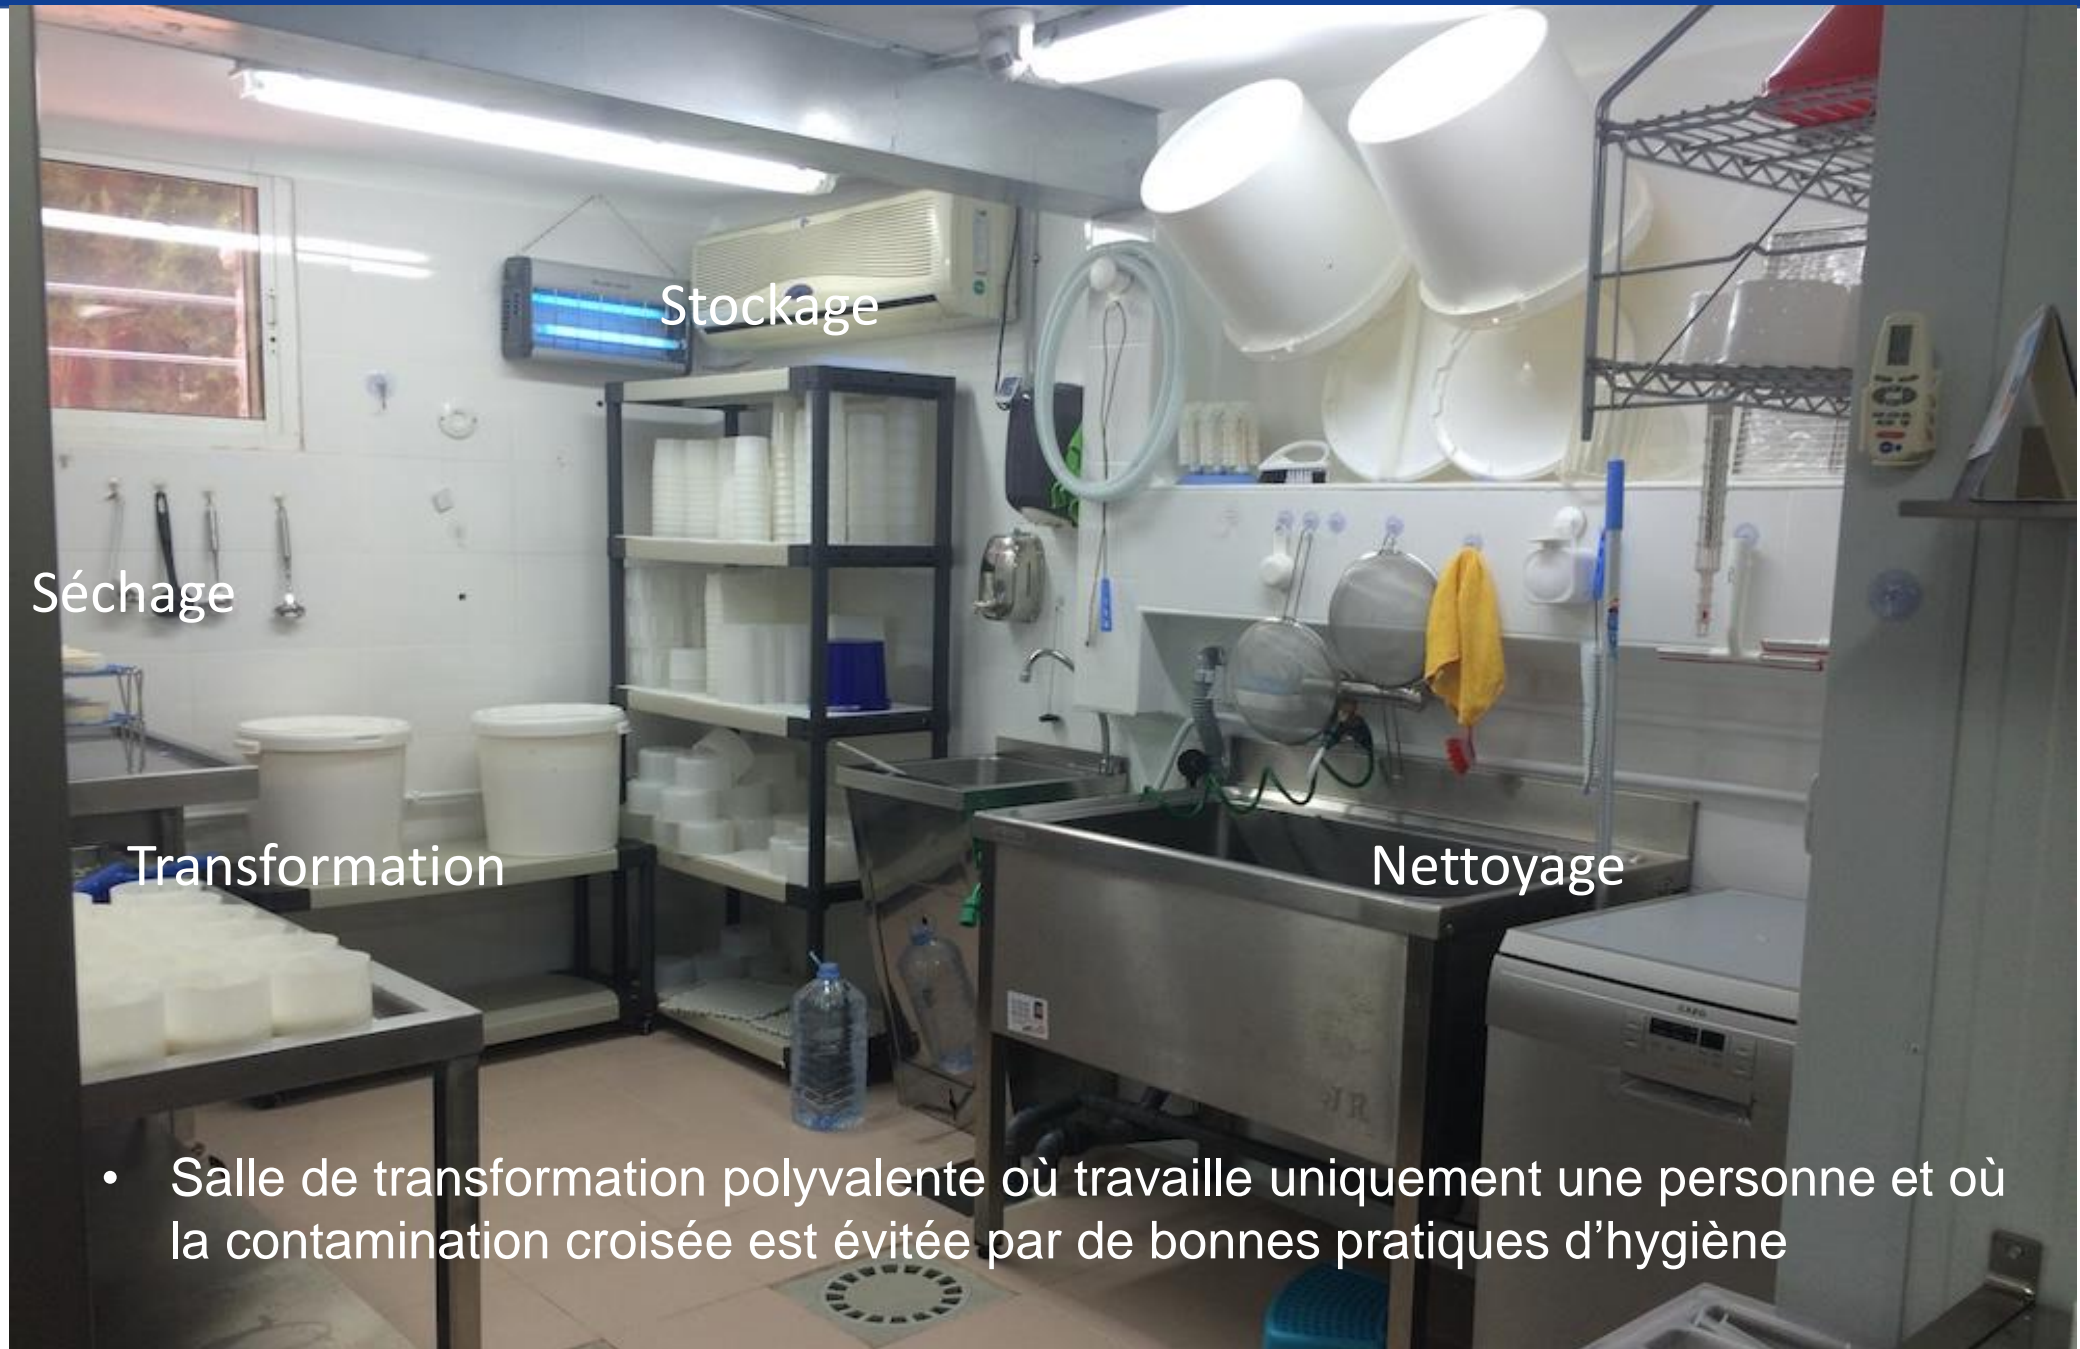 Stockage
Séchage
Transformation
Nettoyage
JR
• Salle de transformation polyvalente où travaille uniquement une personne et où
la contamination croisée est évitée par de bonnes pratiques d’hygiène